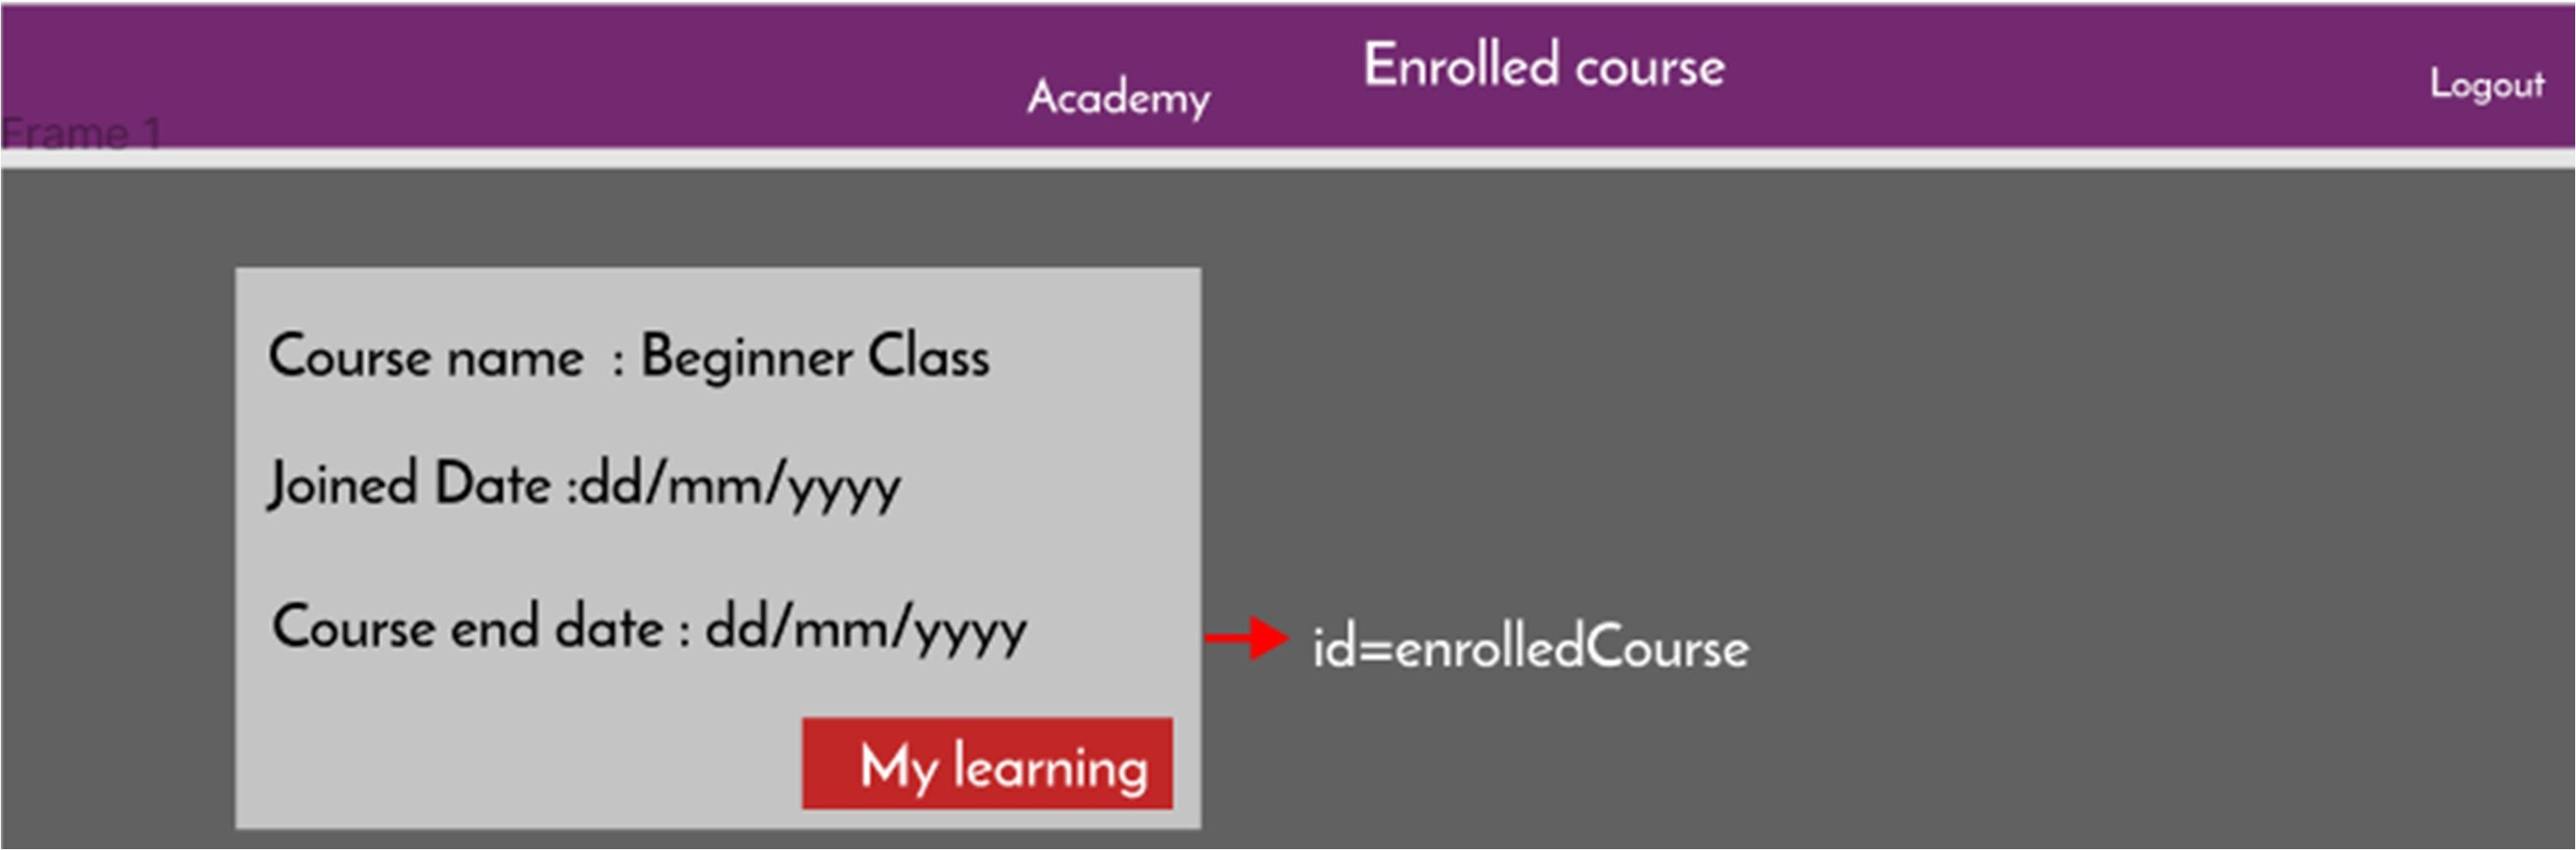 Academy
Enrolled course
Logout
Frame 1
Course name : Beginner Class
Joined Date :dd/mm/yyyy
Course end date : dd/mm/yyyy
id=enrolledCourse
My learning